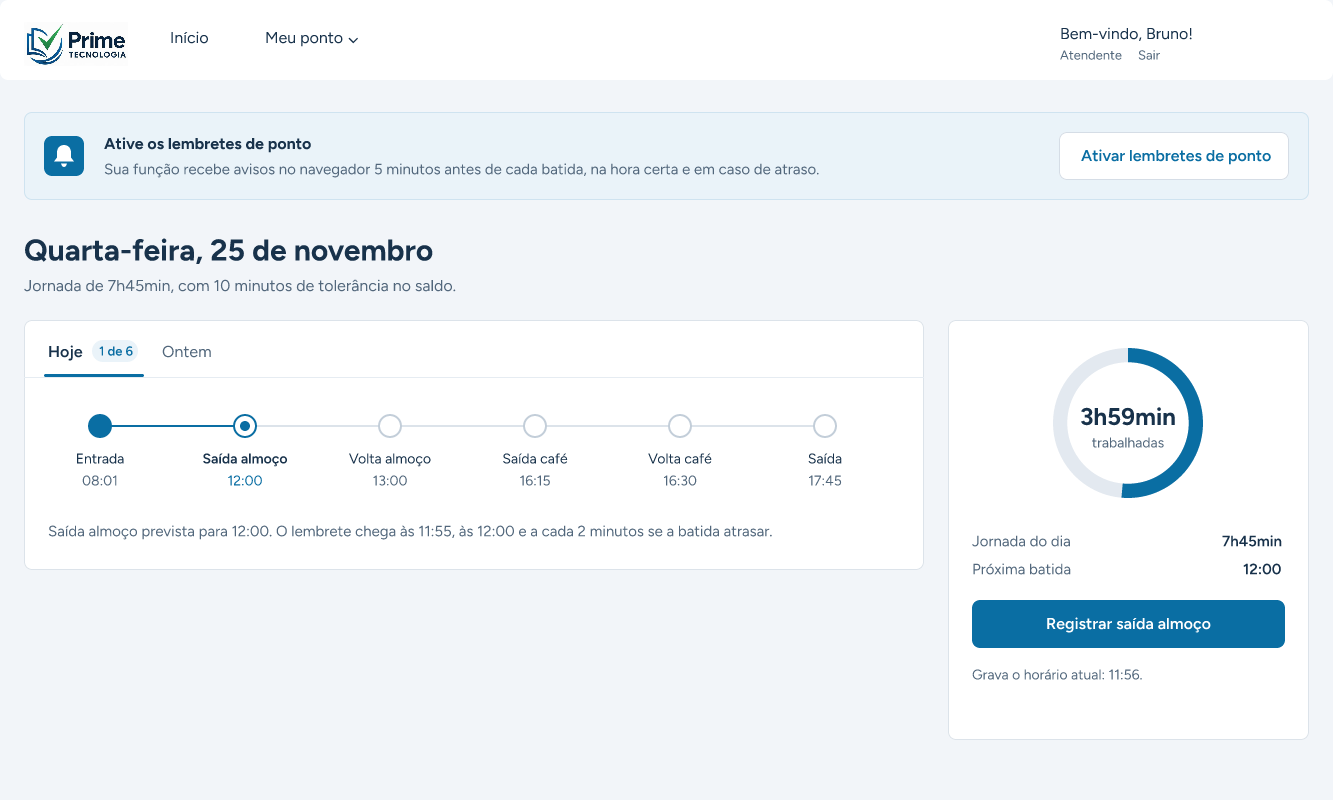 Prime
TECNOLOGIA
Início
Meu ponto
Bem-vindo, Bruno!
Atendente Sair
Ative os lembretes de ponto
Sua função recebe avisos no navegador 5 minutos antes de cada batida, na hora certa e em caso de atraso.
Ativar lembretes de ponto
Quarta-feira, 25 de novembro
Jornada de 7h45min, com 10 minutos de tolerância no saldo.
Hoje 1 de 6 Ontem
Entrada
08:01
Saída almoço
12:00
Volta almoço
13:00
Saída café
16:15
Volta café
16:30
Saída
17:45
Saída almoço prevista para 12:00. O lembrete chega às 11:55, às 12:00 e a cada 2 minutos se a batida atrasar.
3h59min
trabalhadas
Jornada do dia 7h45min
Próxima batida 12:00
Registrar saída almoço
Grava o horário atual: 11:56.